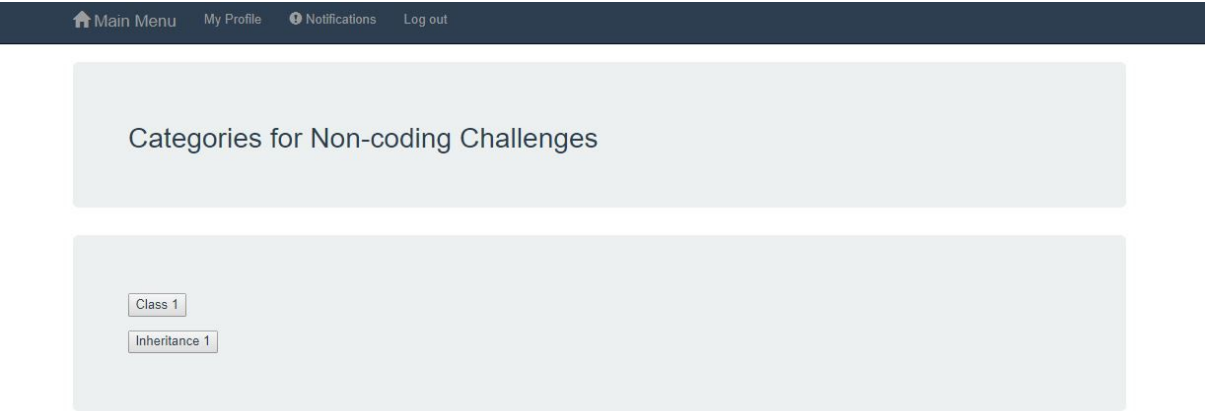 Main Menu My Profile Notifications Log out
Categories for Non-coding Challenges
Class 1
Inheritance 1